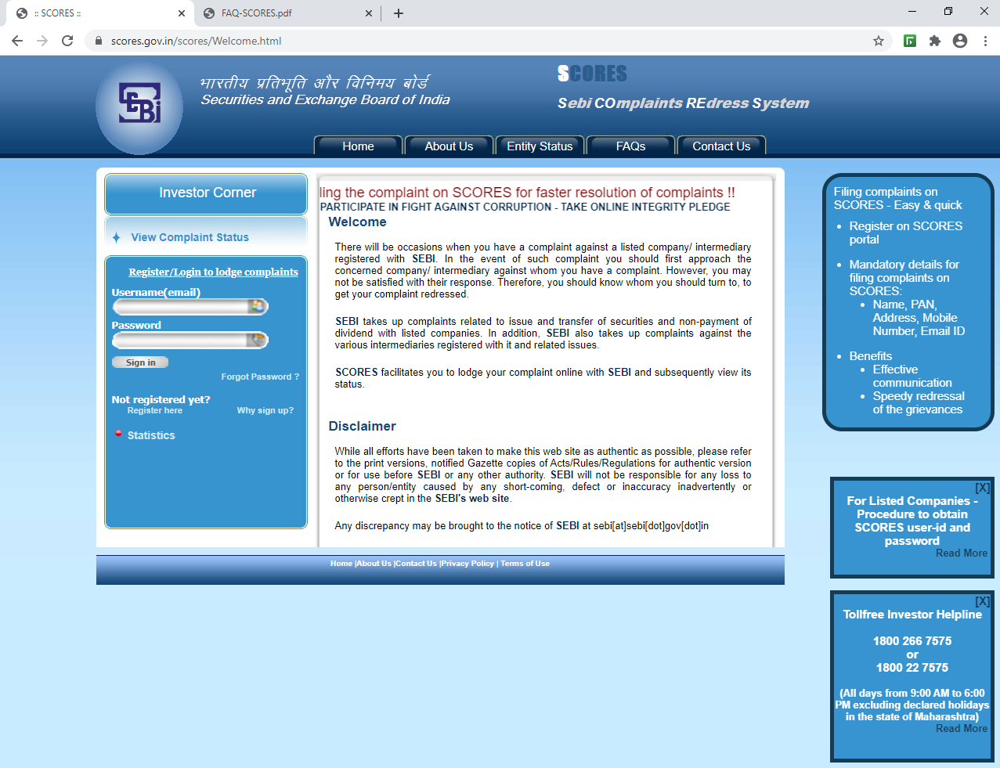 :: SCORES ::
FAQ-SCORES.pdf
scores.gov.in/scores/Welcome.html
SEBI
भारतीय प्रतिभूति और विनिमय बोर्ड
Securities and Exchange Board of India
SCORES
Sebi COmplaints REdress System
Home
About Us
Entity Status
FAQs
Contact Us
Investor Corner
View Complaint Status
Register/Login to lodge complaints
Username(email)
Password
Sign in
Forgot Password ?
Not registered yet?
Register here
Why sign up?
Statistics
ling the complaint on SCORES for faster resolution of complaints !!
PARTICIPATE IN FIGHT AGAINST CORRUPTION - TAKE ONLINE INTEGRITY PLEDGE
Welcome
There will be occasions when you have a complaint against a listed company/ intermediary
registered with SEBI. In the event of such complaint you should first approach the
concerned company/ intermediary against whom you have a complaint. However, you may
not be satisfied with their response. Therefore, you should know whom you should turn to, to
get your complaint redressed.
SEBI takes up complaints related to issue and transfer of securities and non-payment of
dividend with listed companies. In addition, SEBI also takes up complaints against the
various intermediaries registered with it and related issues.
SCORES facilitates you to lodge your complaint online with SEBI and subsequently view its
status.
Disclaimer
While all efforts have been taken to make this web site as authentic as possible, please refer
to the print versions, notified Gazette copies of Acts/Rules/Regulations for authentic version
or for use before SEBI or any other authority. SEBI will not be responsible for any loss to
any person/entity caused by any short-coming, defect or inaccuracy inadvertently or
otherwise crept in the SEBI's web site.
Any discrepancy may be brought to the notice of SEBI at sebi[at]sebi[dot]gov[dot]in
Home |About Us |Contact Us |Privacy Policy | Terms of Use
Filing complaints on
SCORES - Easy & quick
Register on SCORES
portal
Mandatory details for
filing complaints on
SCORES:
Name, PAN,
Address, Mobile
Number, Email ID
Benefits
Effective
communication
Speedy redressal
of the grievances
[X]
For Listed Companies -
Procedure to obtain
SCORES user-id and
password
Read More
[X]
Tollfree Investor Helpline
1800 266 7575
or
1800 22 7575
(All days from 9:00 AM to 6:00
PM excluding declared holidays
in the state of Maharashtra)
Read More